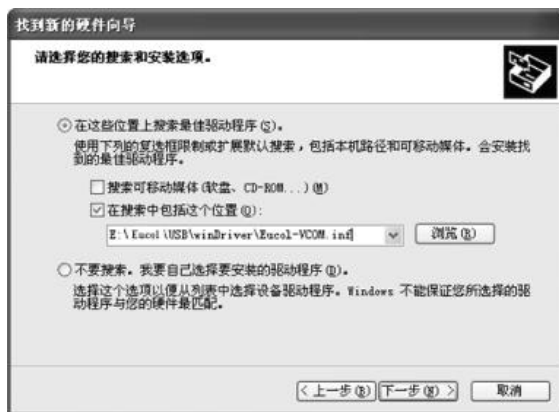 找到新的硬件向导
请选择您的搜索和安装选项。
在这些位置上搜索最佳驱动程序(S)。
使用下列的复选框限制或扩展默认搜索，包括本机路径和可移动媒体。会安装找
到的最佳驱动程序。
搜索可移动媒体(软盘、CD-ROM...)(M)
在搜索中包括这个位置(O):
E:\Eucol\USB\winDriver\Eucol-VCOM.inf
浏览(R)
不要搜索。我要自己选择要安装的驱动程序(D)。
选择这个选项以便从列表中选择设备驱动程序。Windows 不能保证您所选择的驱
动程序与您的硬件最匹配。
< 上一步(B) 下一步(N) > 取消